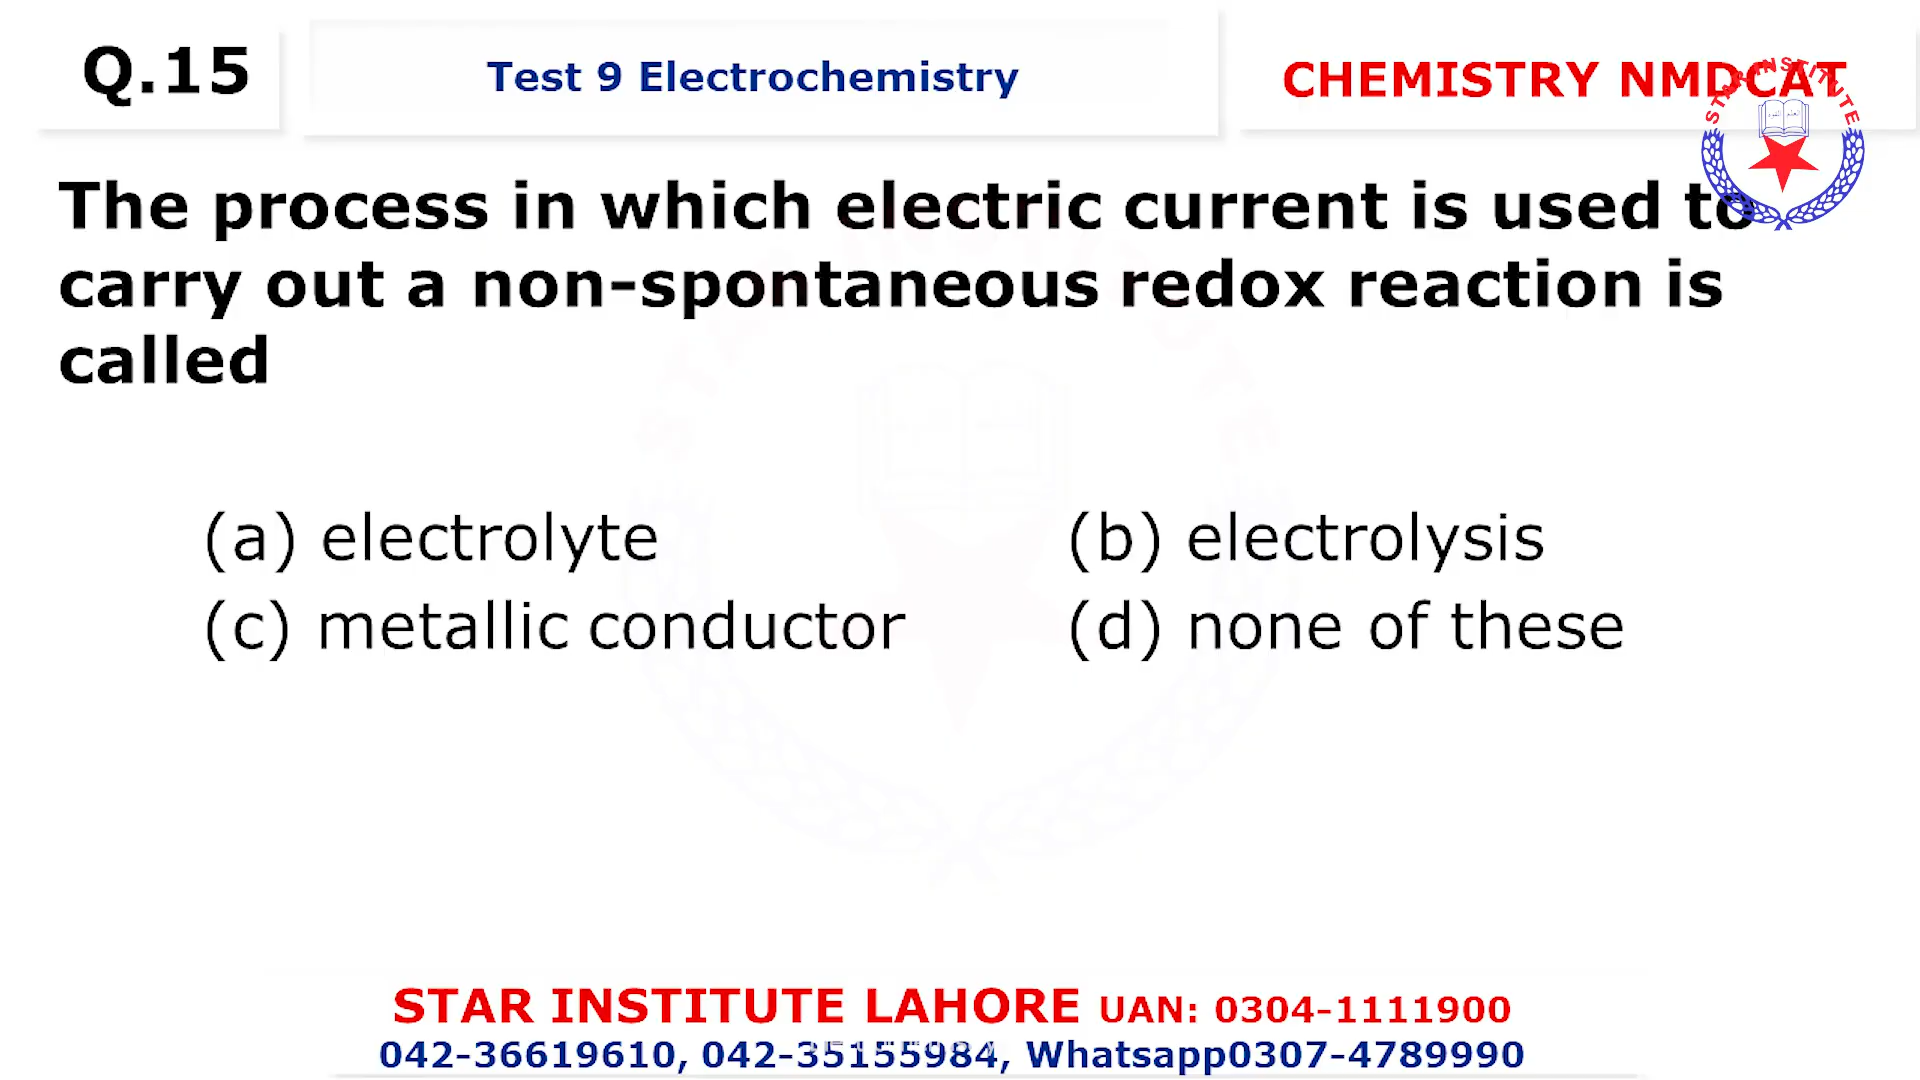 Q.15
Test 9 Electrochemistry
CHEMISTRY NMDCAT
STAR INSTITUTE
The process in which electric current is used to
carry out a non-spontaneous redox reaction is
called
(a) electrolyte
(b) electrolysis
(c) metallic conductor
(d) none of these
STAR INSTITUTE LAHORE UAN: 0304-1111900
042-36619610, 042-35155984, Whatsapp0307-4789990